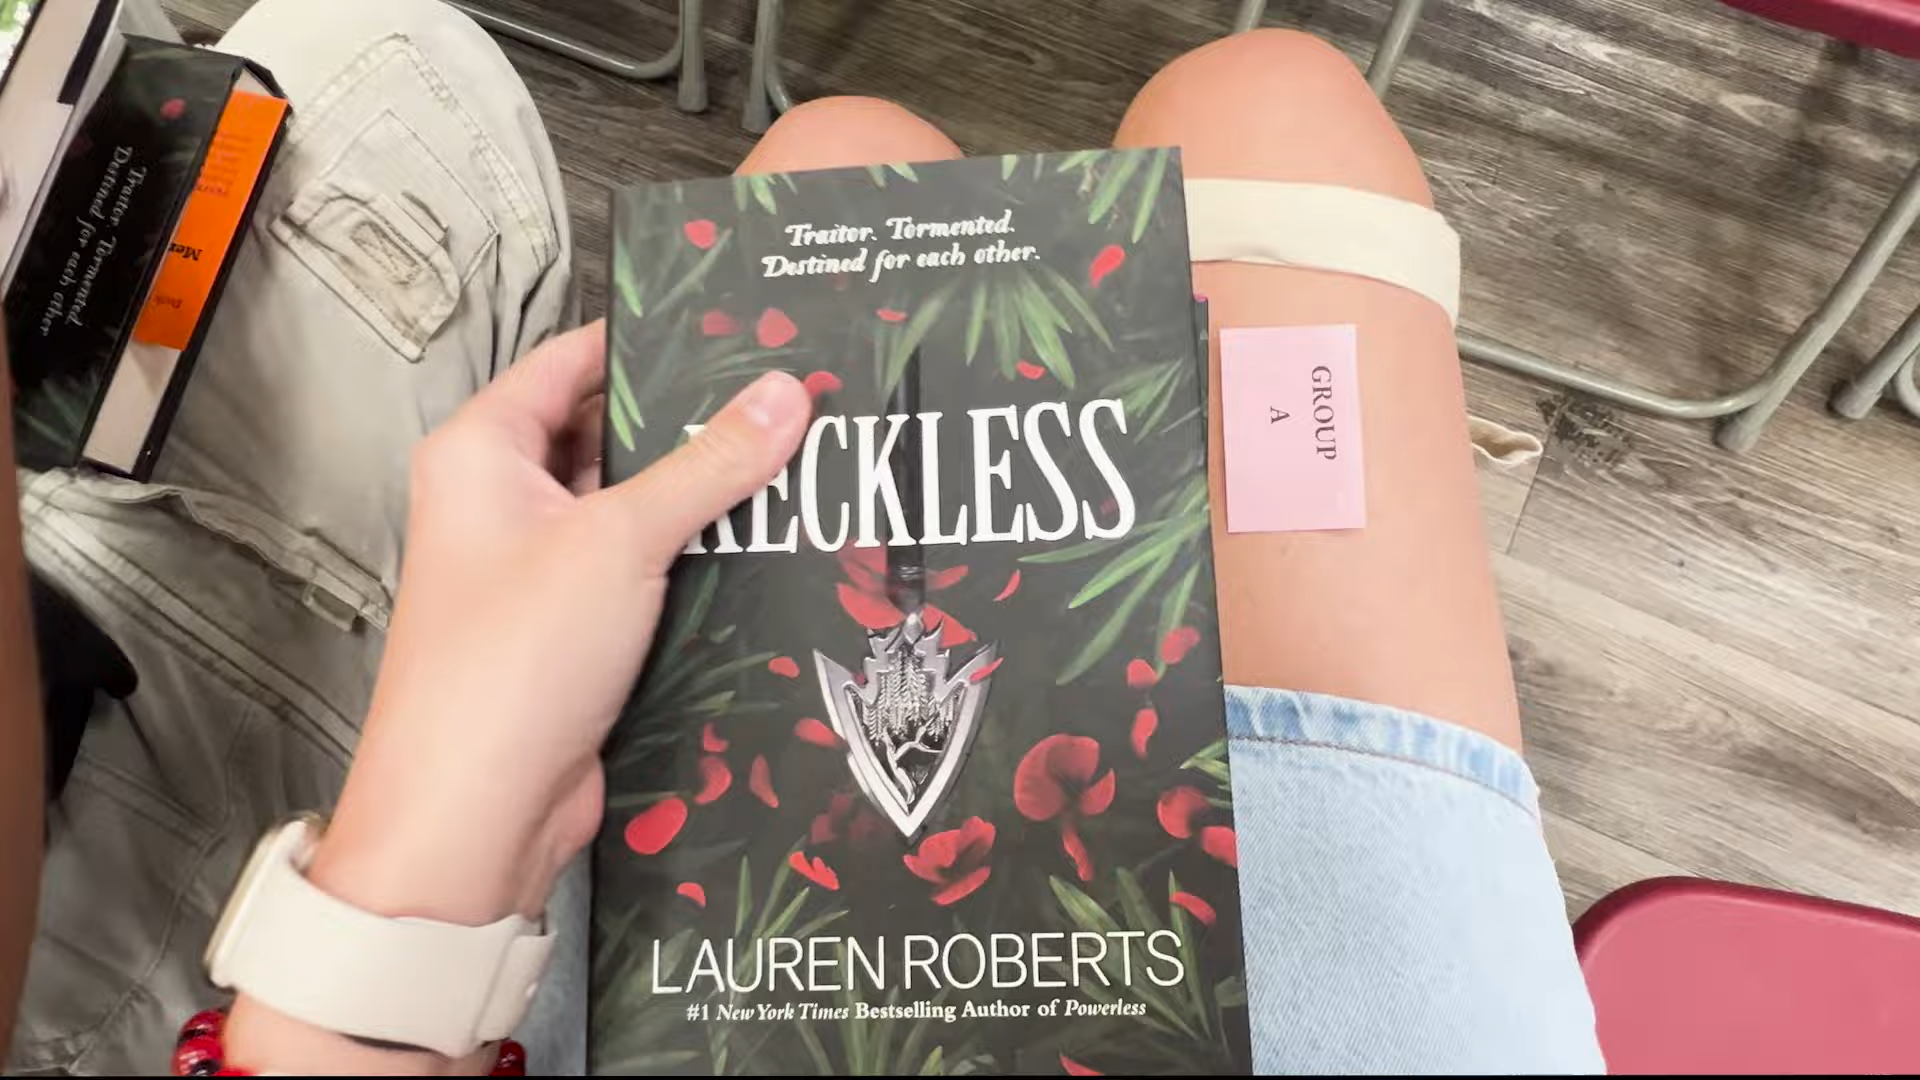 Traitor. Tormented.
Destined for each other.
RECKLESS
LAUREN ROBERTS
#1 New York Times Bestselling Author of Powerless
GROUP
A
Traitor. Tormented.
Destined for each other